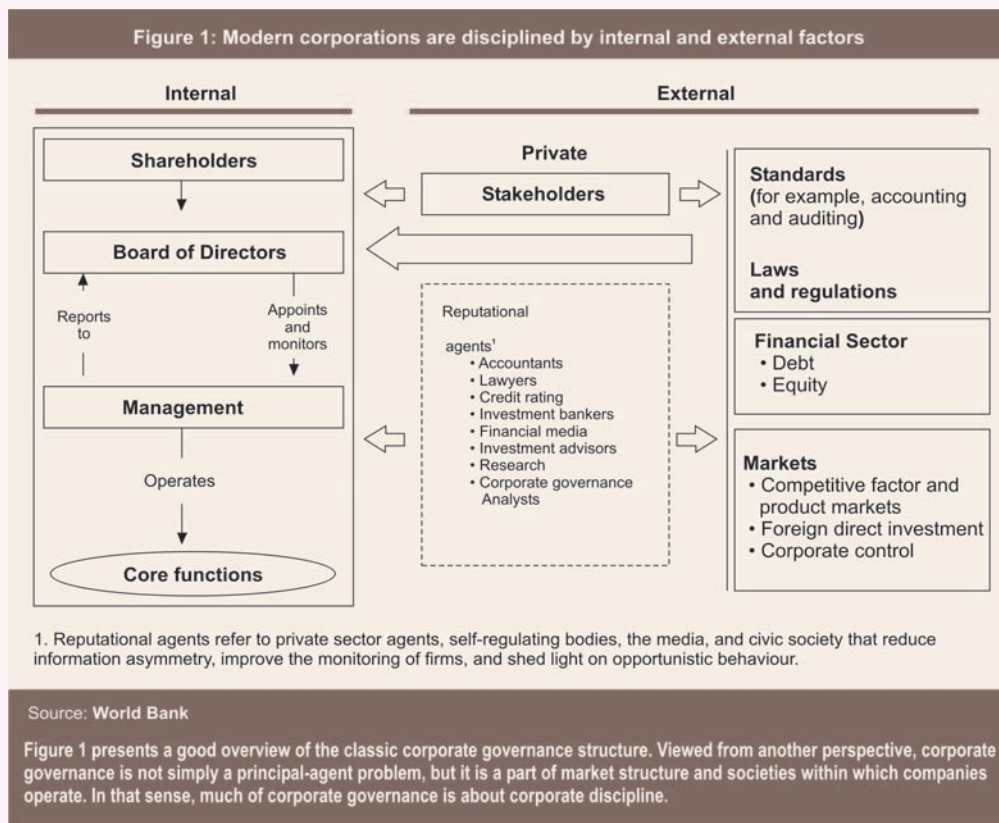 Figure 1: Modern corporations are disciplined by internal and external factors
Internal
External
Shareholders
Board of Directors
Reports
to
Appoints
and
monitors
Management
Operates
Core functions
Private
Stakeholders
Reputational
agents¹
• Accountants
• Lawyers
• Credit rating
• Investment bankers
• Financial media
• Investment advisors
• Research
• Corporate governance
Analysts
Standards
(for example, accounting
and auditing)
Laws
and regulations
Financial Sector
• Debt
• Equity
Markets
• Competitive factor and
product markets
• Foreign direct investment
• Corporate control
1. Reputational agents refer to private sector agents, self-regulating bodies, the media, and civic society that reduce
information asymmetry, improve the monitoring of firms, and shed light on opportunistic behaviour.
Source: World Bank
Figure 1 presents a good overview of the classic corporate governance structure. Viewed from another perspective, corporate
governance is not simply a principal-agent problem, but it is a part of market structure and societies within which companies
operate. In that sense, much of corporate governance is about corporate discipline.